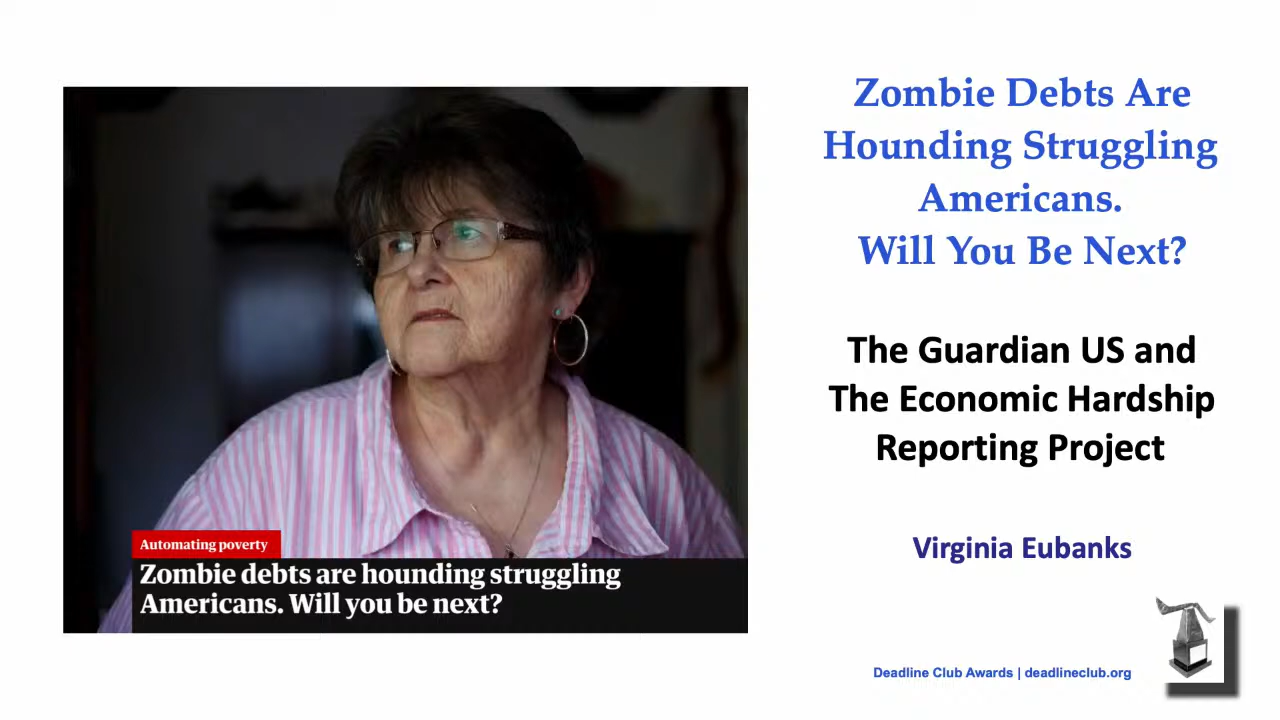 Zombie Debts Are
Hounding Struggling
Americans.
Will You Be Next?
The Guardian US and
The Economic Hardship
Reporting Project
Virginia Eubanks
Automating poverty
Zombie debts are hounding struggling
Americans. Will you be next?
Deadline Club Awards | deadlineclub.org